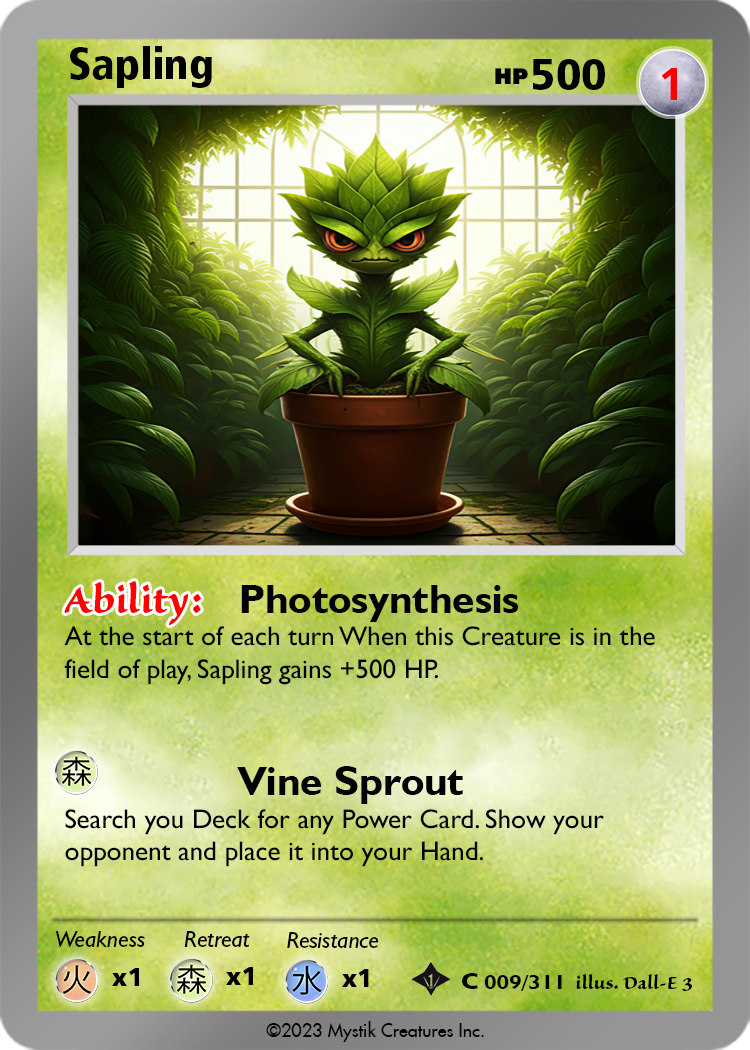 Sapling
HP500
1
Ability: Photosynthesis
At the start of each turn When this Creature is in the
field of play, Sapling gains +500 HP.
森 Vine Sprout
Search you Deck for any Power Card. Show your
opponent and place it into your Hand.
Weakness Retreat Resistance
火 x1 森 x1 水 x1 1 C 009/311 illus. Dall-E 3
©2023 Mystik Creatures Inc.